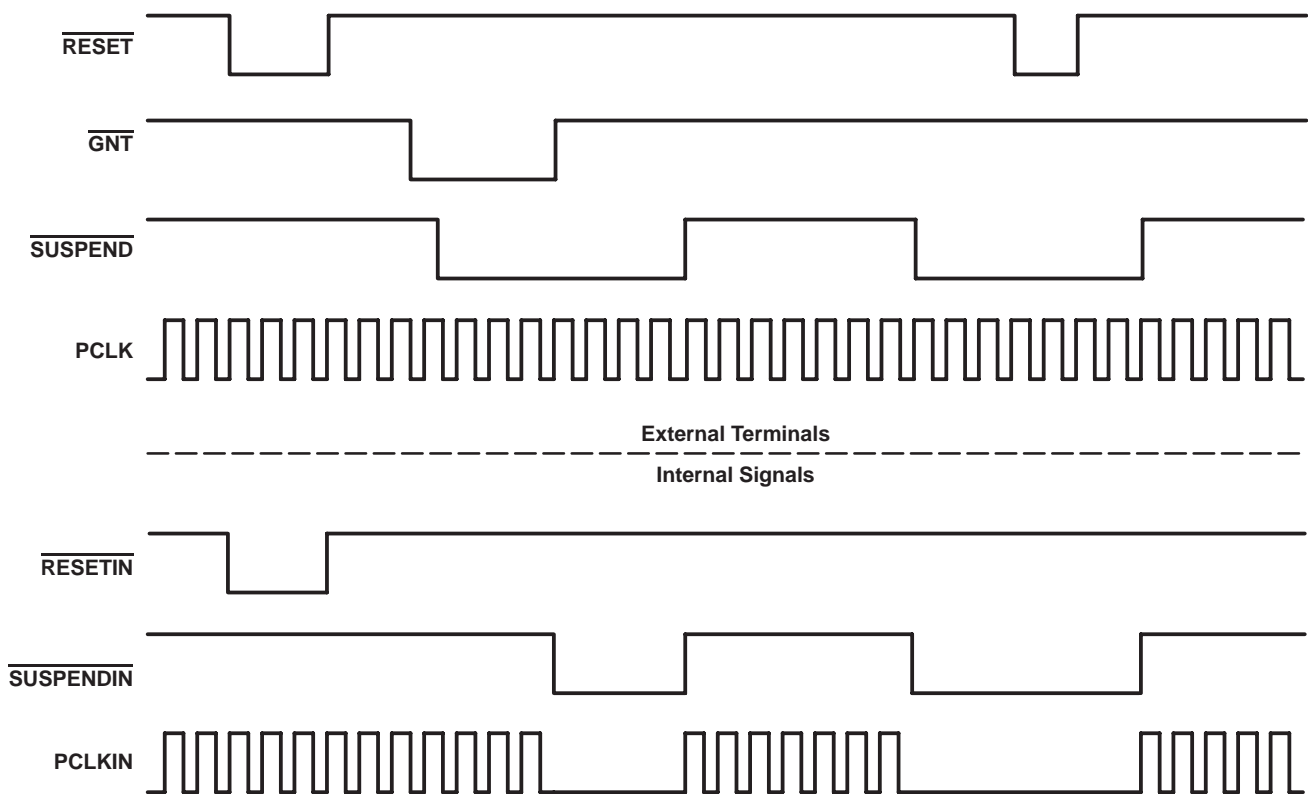 RESET
GNT
SUSPEND
PCLK
External Terminals
Internal Signals
RESETIN
SUSPENDIN
PCLKIN